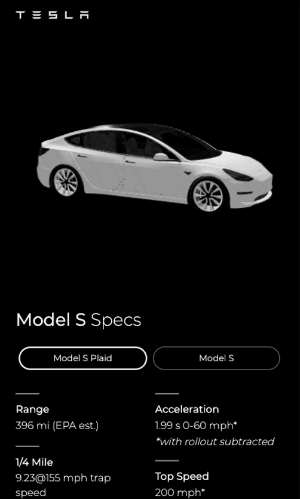 TESLA
Model S Specs
Model S Plaid
Model S
Range
396 mi (EPA est.)
1/4 Mile
9.23@155 mph trap
speed
Acceleration
1.99 s 0-60 mph*
*with rollout subtracted
Top Speed
200 mph*